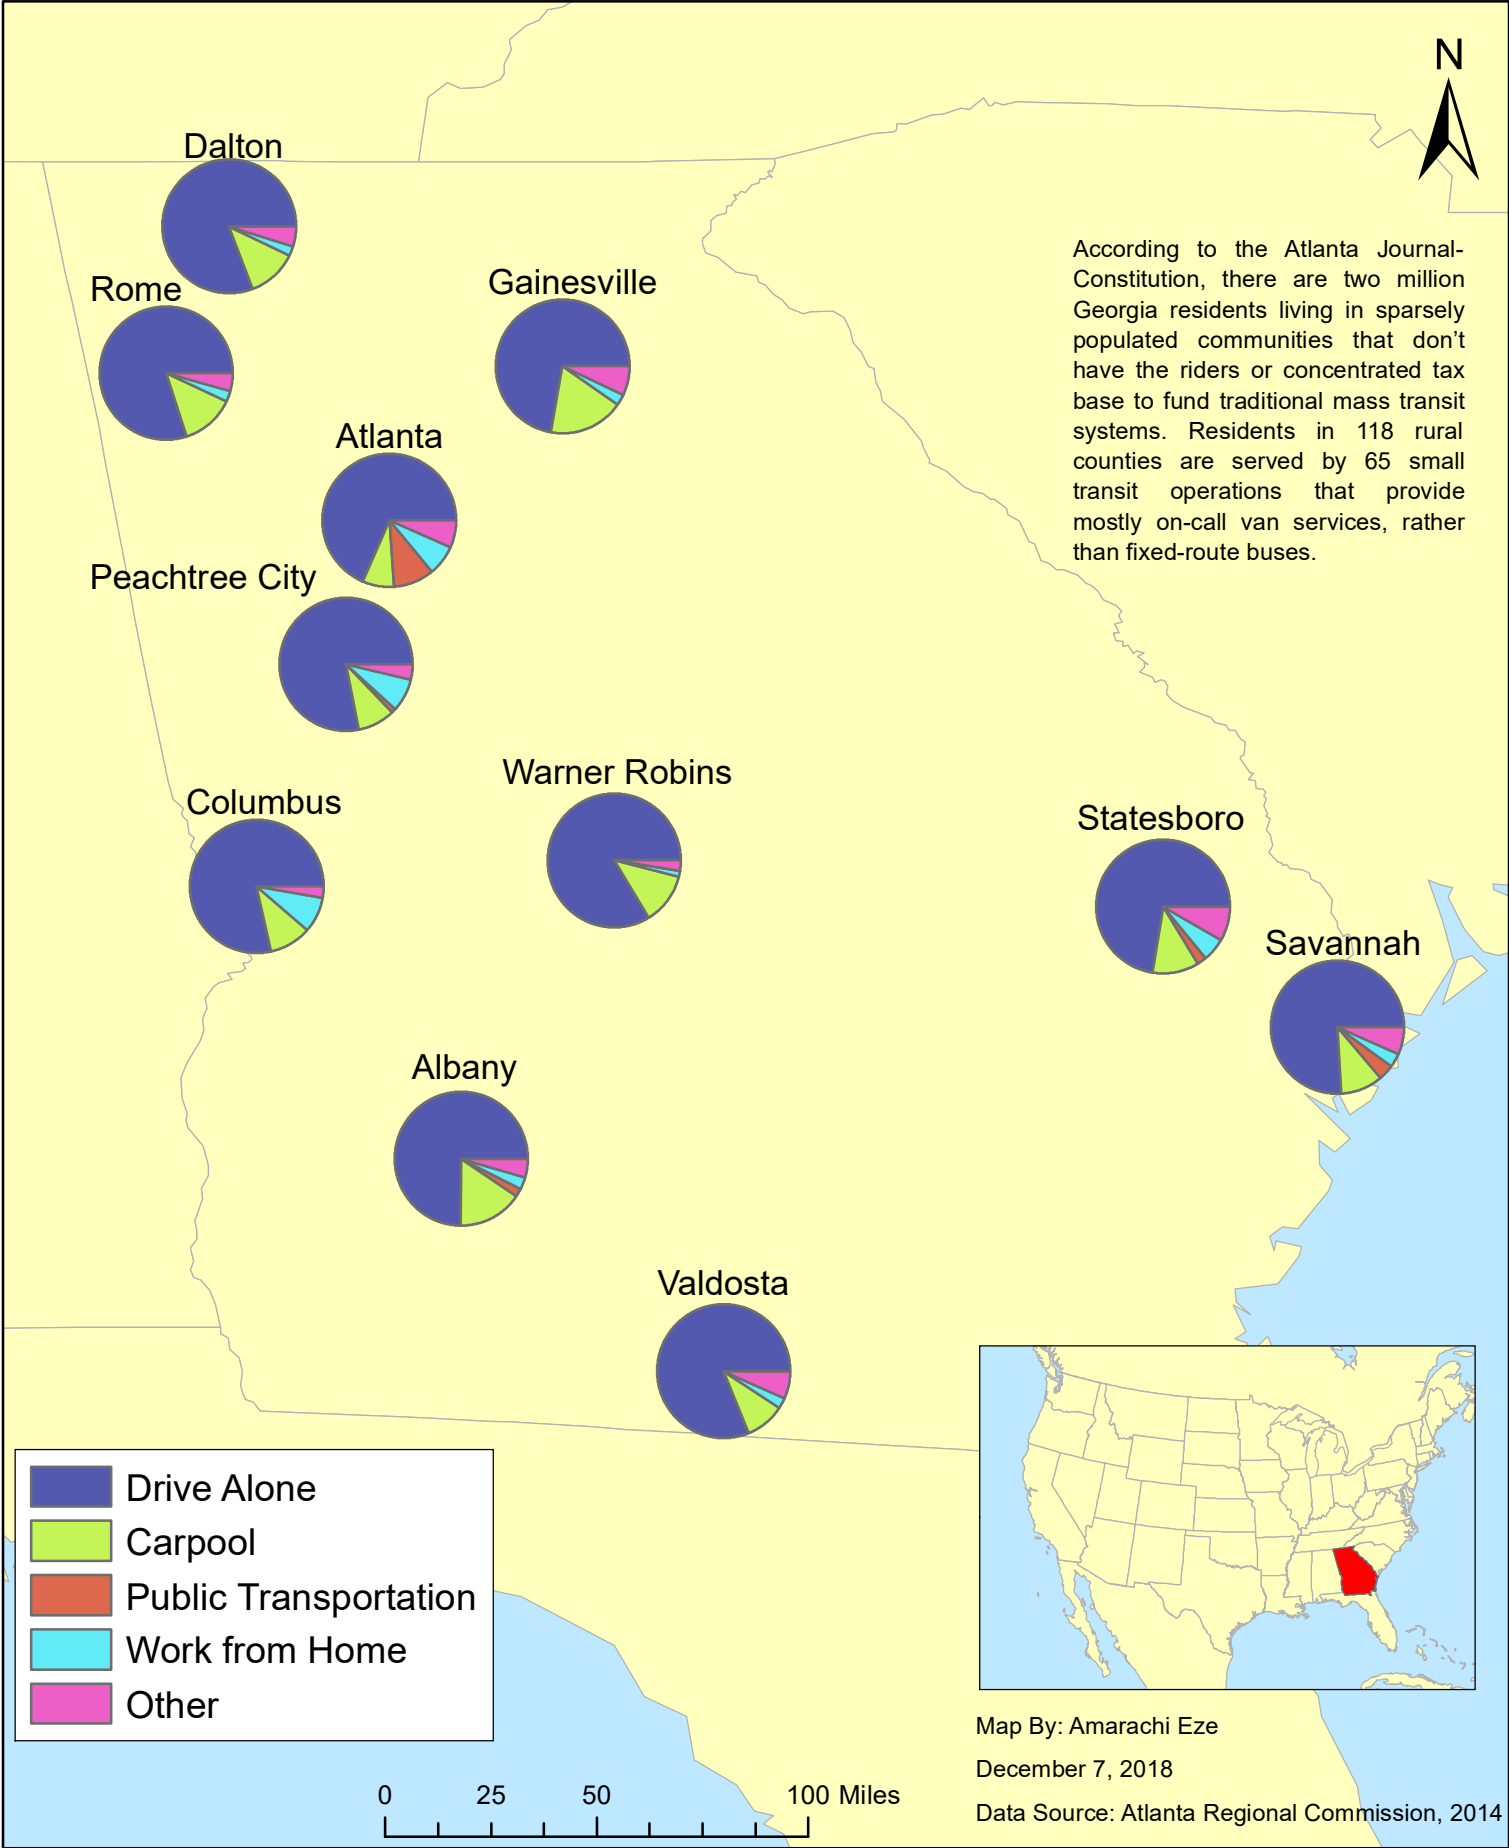 N
Dalton
According to the Atlanta Journal-
Constitution, there are two million
Georgia residents living in sparsely
populated communities that don’t
have the riders or concentrated tax
base to fund traditional mass transit
systems. Residents in 118 rural
counties are served by 65 small
transit operations that provide
mostly on-call van services, rather
than fixed-route buses.
Rome
Gainesville
Atlanta
Peachtree City
Warner Robins
Columbus
Statesboro
Savannah
Albany
Valdosta
Drive Alone
Carpool
Public Transportation
Work from Home
Other
Map By: Amarachi Eze
December 7, 2018
Data Source: Atlanta Regional Commission, 2014
0 25 50 100 Miles